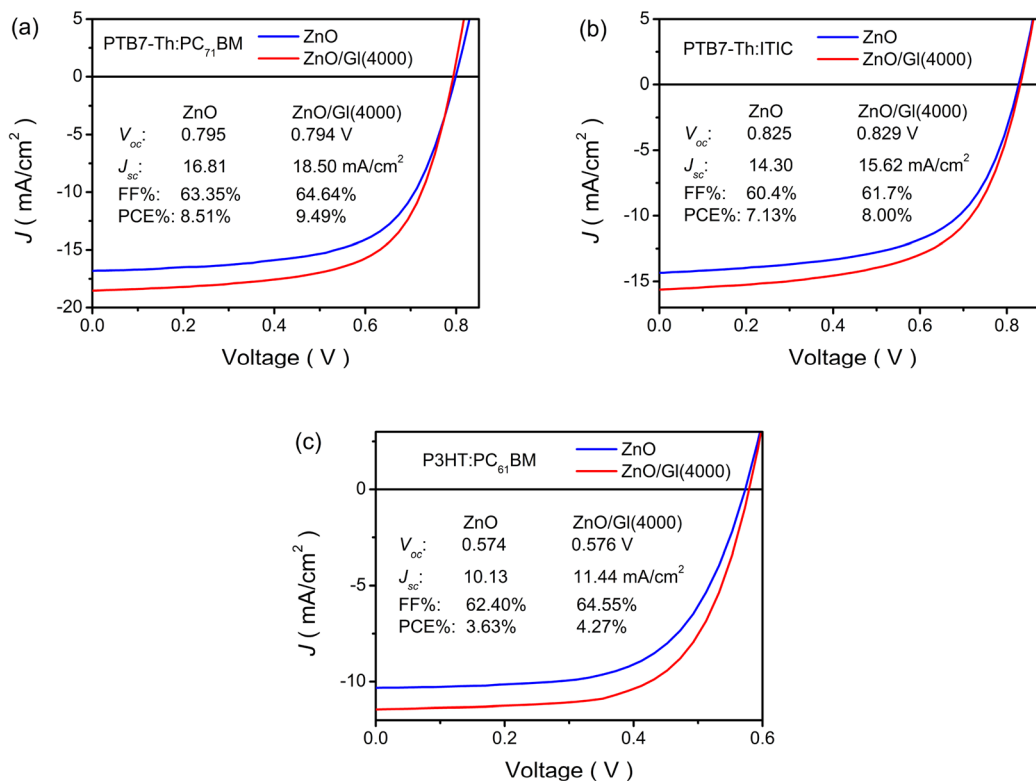 (a)
PTB7-Th:PC71BM
ZnO
ZnO/Gl(4000)
ZnO ZnO/Gl(4000)
Voc: 0.795 0.794 V
Jsc: 16.81 18.50 mA/cm2
FF%: 63.35% 64.64%
PCE%: 8.51% 9.49%
5
0
-5
-10
-15
-20
J ( mA/cm2 )
0.0 0.2 0.4 0.6 0.8
Voltage ( V )
(b)
PTB7-Th:ITIC
ZnO
ZnO/Gl(4000)
ZnO ZnO/Gl(4000)
Voc: 0.825 0.829 V
Jsc: 14.30 15.62 mA/cm2
FF%: 60.4% 61.7%
PCE%: 7.13% 8.00%
5
0
-5
-10
-15
J ( mA/cm2 )
0.0 0.2 0.4 0.6 0.8
Voltage ( V )
(c)
P3HT:PC61BM
ZnO
ZnO/Gl(4000)
ZnO ZnO/Gl(4000)
Voc: 0.574 0.576 V
Jsc: 10.13 11.44 mA/cm2
FF%: 62.40% 64.55%
PCE%: 3.63% 4.27%
0
-5
-10
J ( mA/cm2 )
0.0 0.2 0.4 0.6
Voltage ( V )